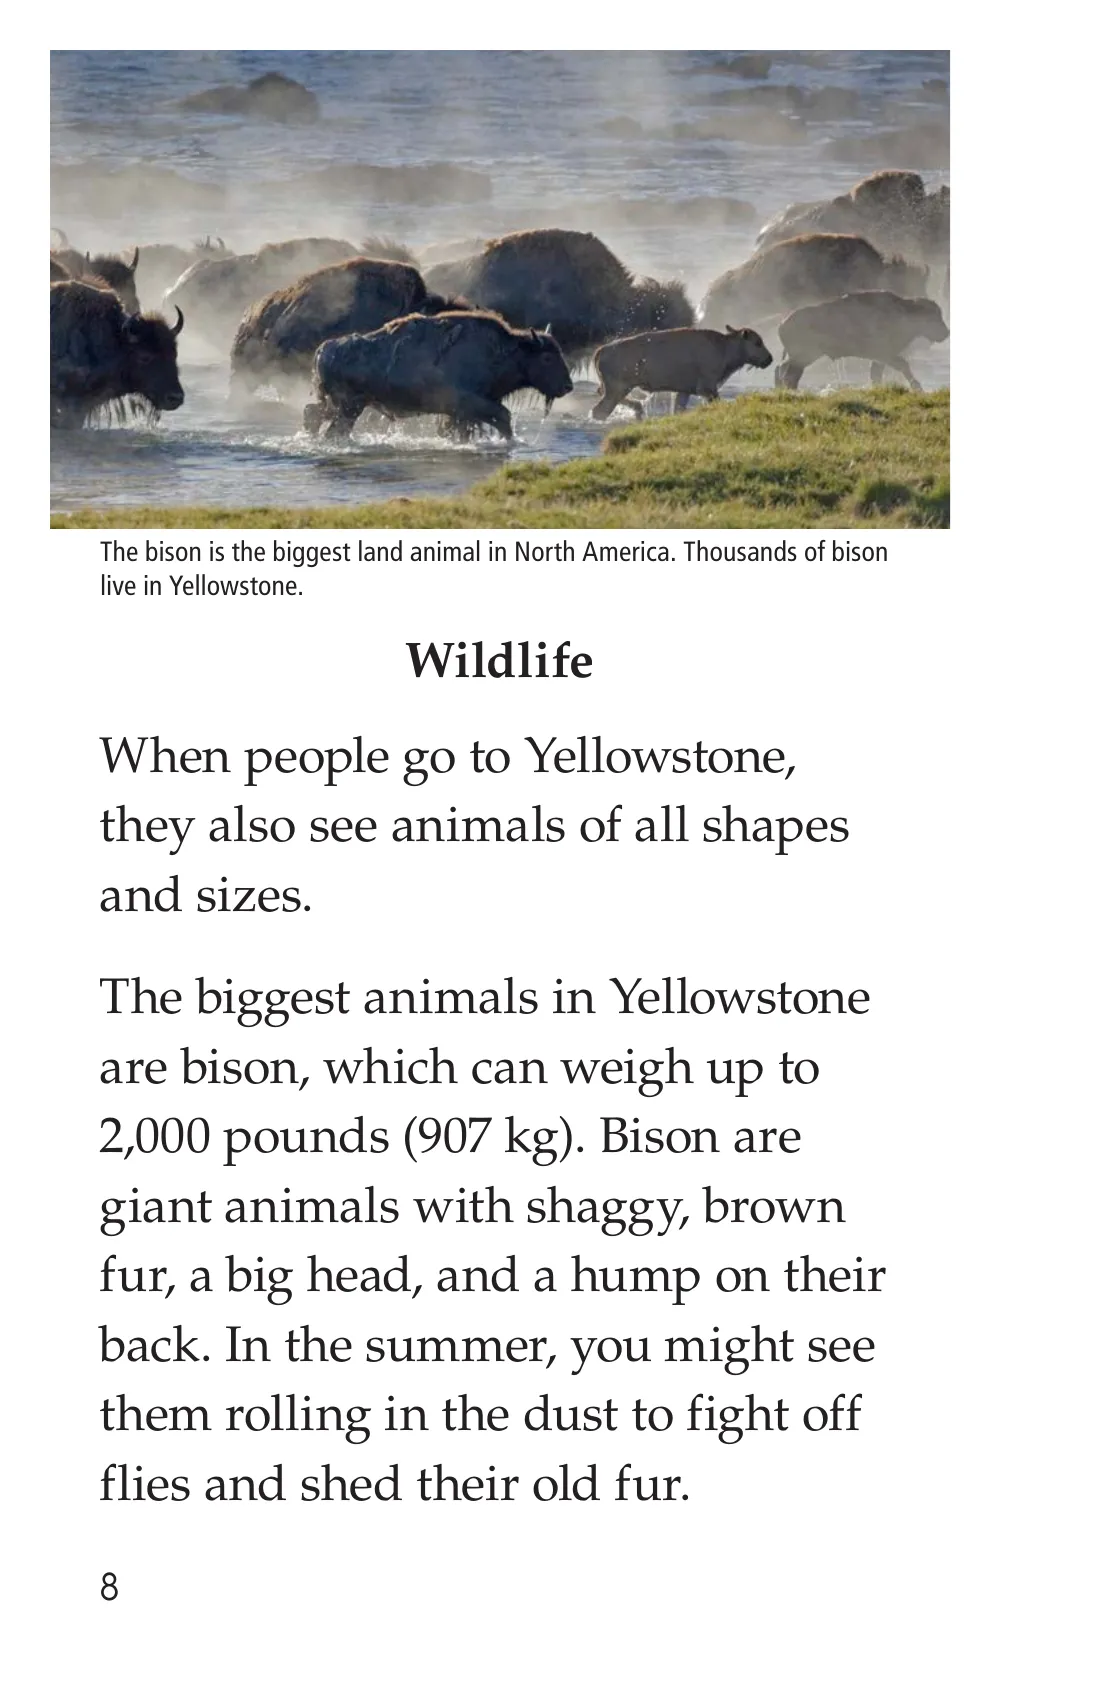 The bison is the biggest land animal in North America. Thousands of bison
live in Yellowstone.
Wildlife
When people go to Yellowstone,
they also see animals of all shapes
and sizes.
The biggest animals in Yellowstone
are bison, which can weigh up to
2,000 pounds (907 kg). Bison are
giant animals with shaggy, brown
fur, a big head, and a hump on their
back. In the summer, you might see
them rolling in the dust to fight off
flies and shed their old fur.
8